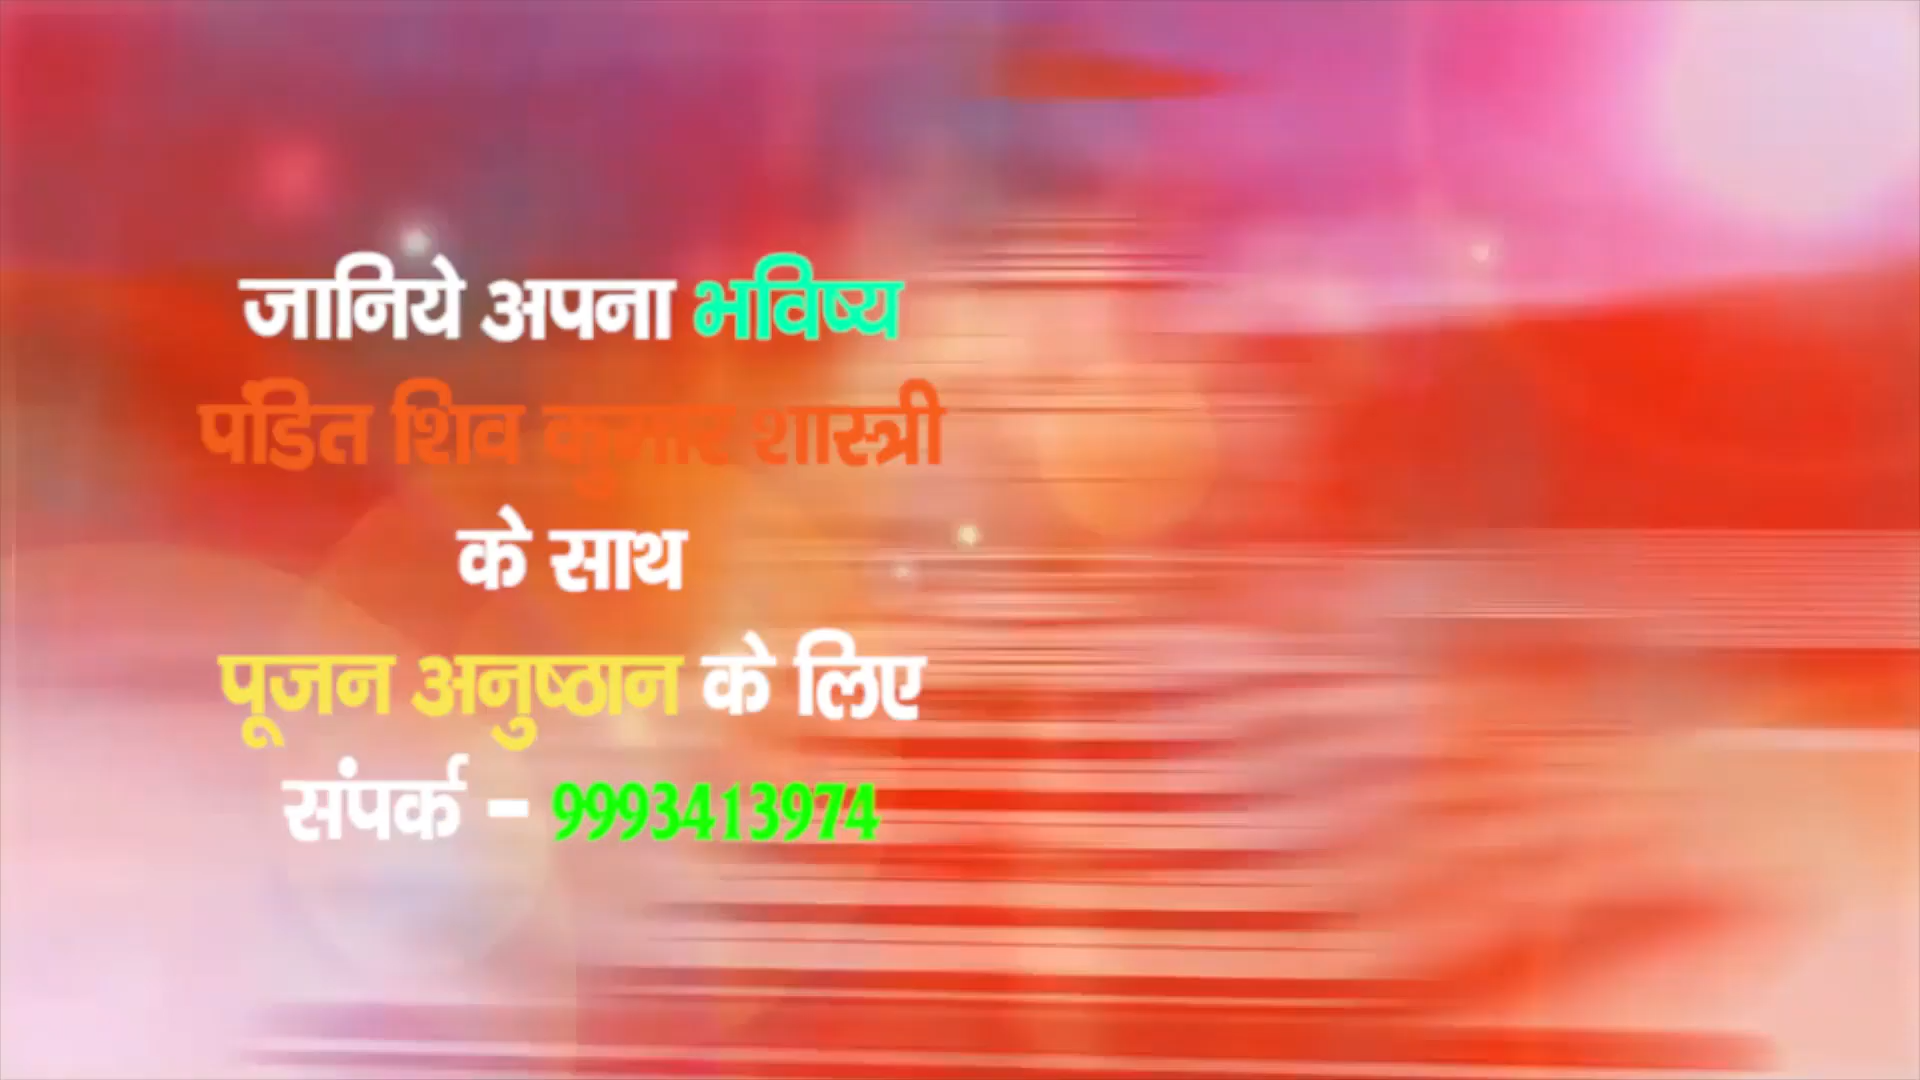 जानिये अपना भविष्य
पंडित शिव कुमार शास्त्री
के साथ
पूजन अनुष्ठान के लिए
संपर्क - 9993413974